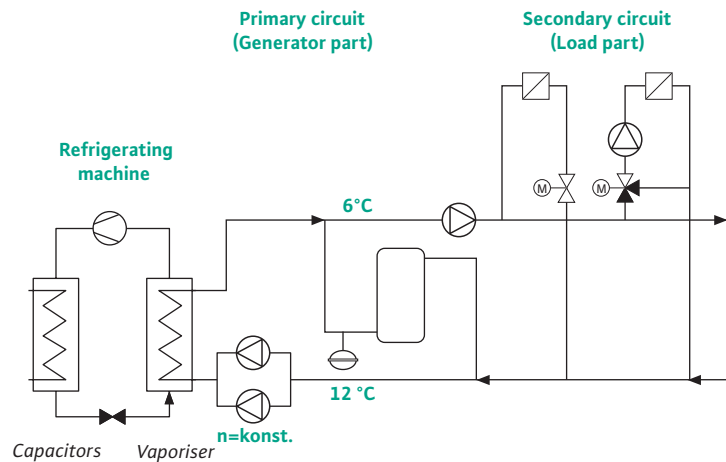 Primary circuit
(Generator part)
Secondary circuit
(Load part)
Refrigerating
machine
M
M
6°C
12 °C
n=konst.
Capacitors
Vaporiser